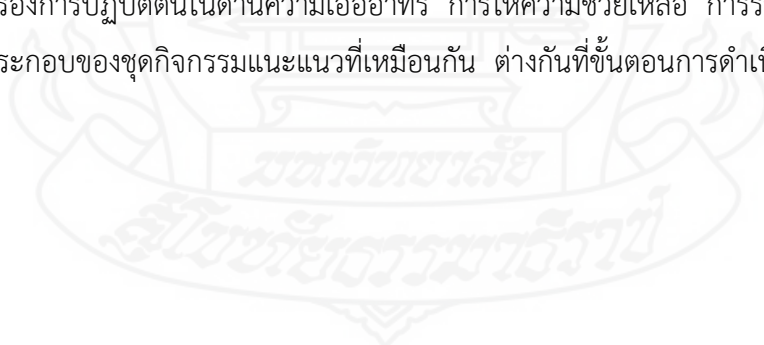 รื่องการปฏิบัติตนในด้านความเอื้ออาทร การให้ความช่วยเหลือ การร
ระกอบของชุดกิจกรรมแนะแนวที่เหมือนกัน ต่างกันที่ขั้นตอนการดำเนิ
มหาวิทยาลัย
สุโขทัยธรรมาธิราช